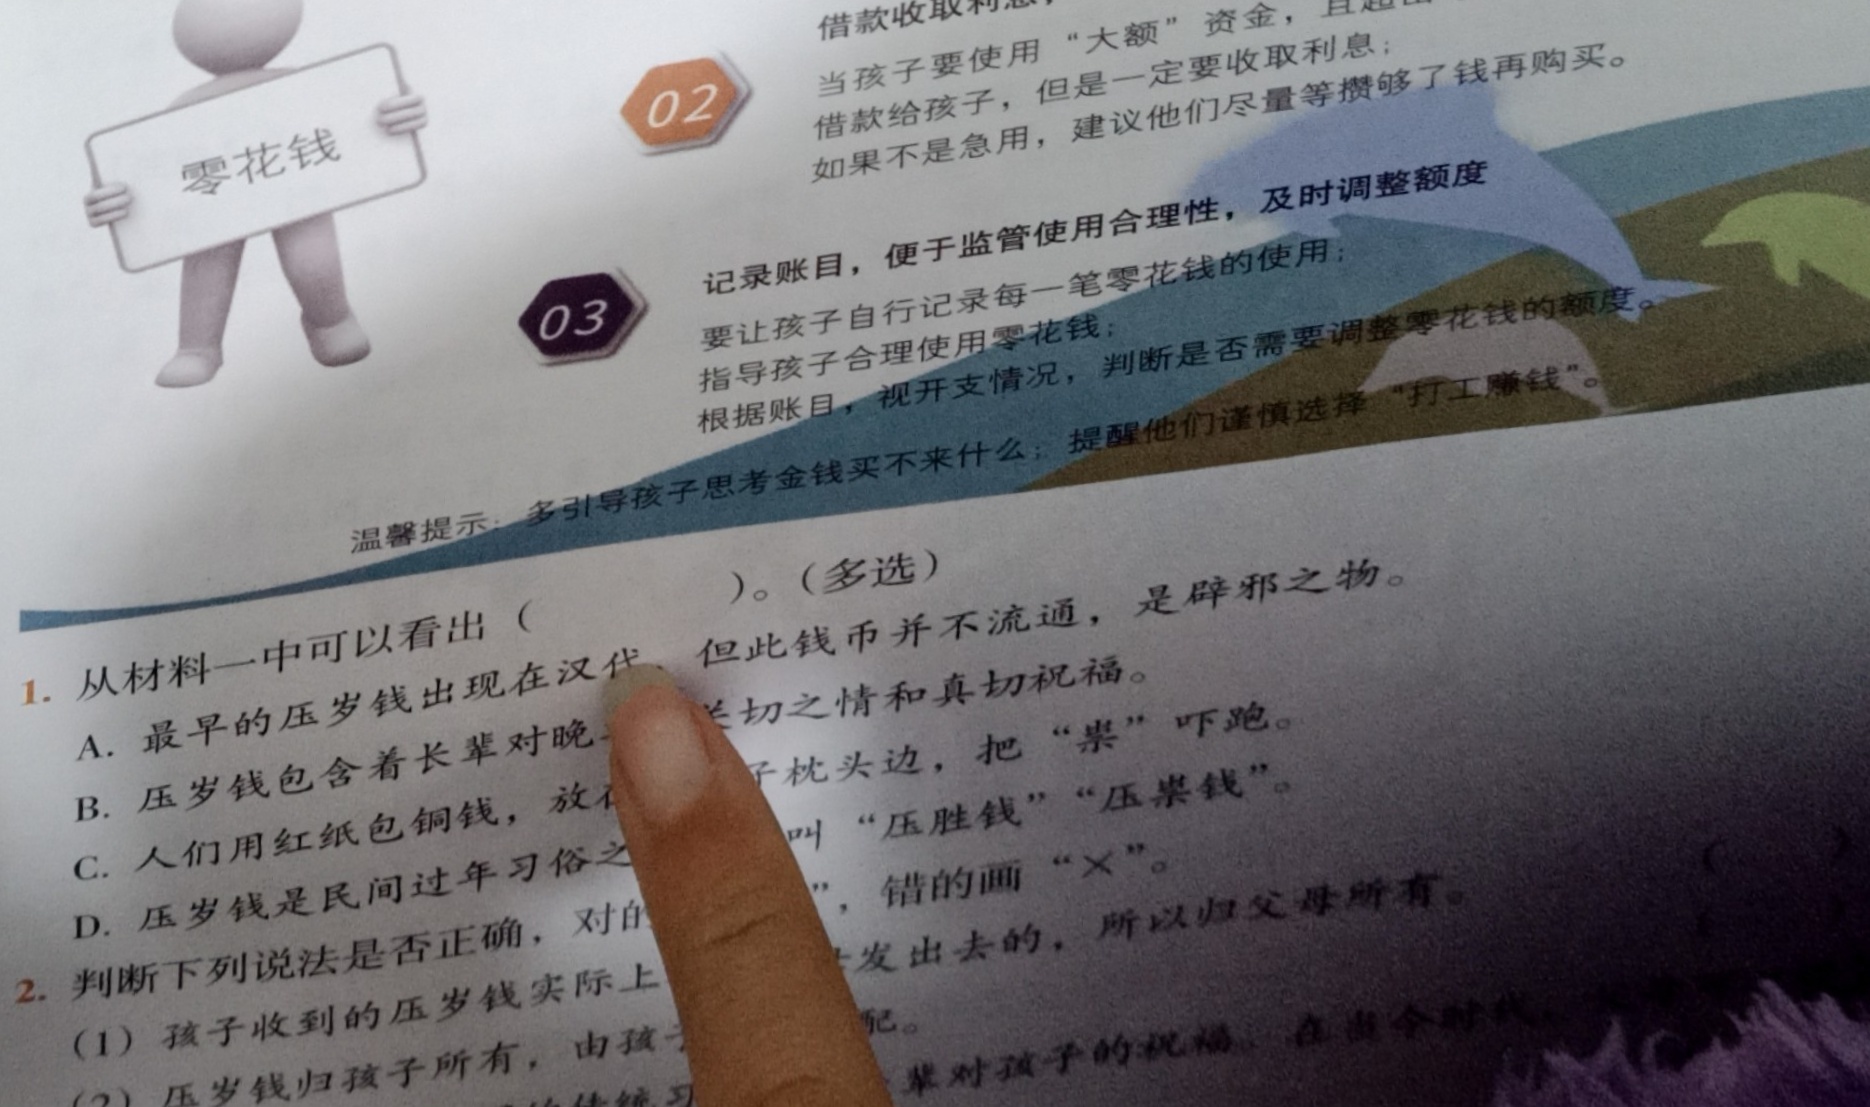 零花钱
借款收取利息，
02
当孩子要使用“大额”资金，且超出
借款给孩子，但是一定要收取利息；
如果不是急用，建议他们尽量等攒够了钱再购买。
03
记录账目，便于监管使用合理性，及时调整额度
要让孩子自行记录每一笔零花钱的使用；
指导孩子合理使用零花钱；
根据账目，视开支情况，判断是否需要调整零花钱的额度。
温馨提示：多引导孩子思考金钱买不来什么；提醒他们谨慎选择“打工赚钱”。
1. 从材料一中可以看出（ ）。（多选）
A. 最早的压岁钱出现在汉代，但此钱币并不流通，是辟邪之物。
B. 压岁钱包含着长辈对晚 关切之情和真切祝福。
C. 人们用红纸包铜钱，放在 子枕头边，把“祟”吓跑。
D. 压岁钱是民间过年习俗之 叫“压胜钱”“压祟钱”。
2. 判断下列说法是否正确，对的 ”，错的画“×”。
（1）孩子收到的压岁钱实际上 发出去的，所以归父母所有。（ ）
（2）压岁钱归孩子所有，由孩子 配。
传统习 辈对孩子的祝福。在当今时代，